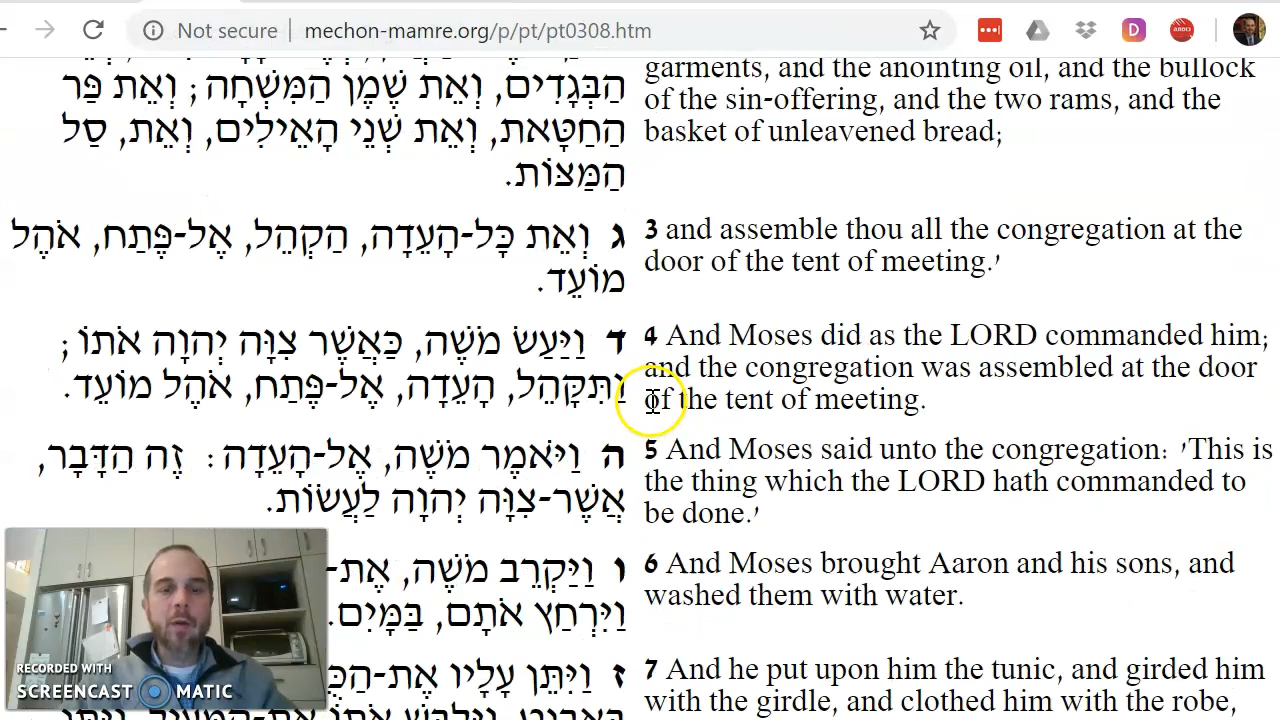 Not secure | mechon-mamre.org/p/pt/pt0308.htm
הַבְּגָדִים, וְאֵת שֶׁמֶן הַמִּשְׁחָה; וְאֵת פַּר
הַחַטָּאת, וְאֵת שְׁנֵי הָאֵילִים, וְאֵת, סַל
הַמַּצּוֹת.
ג וְאֵת כָּל-הָעֵדָה, הַקְהֵל, אֶל-פֶּתַח, אֹהֶל
מוֹעֵד.
ד וַיַּעַשׂ מֹשֶׁה, כַּאֲשֶׁר צִוָּה יְהוָה אֹתוֹ;
וַתִּקָּהֵל, הָעֵדָה, אֶל-פֶּתַח, אֹהֶל מוֹעֵד.
ה וַיֹּאמֶר מֹשֶׁה, אֶל-הָעֵדָה: זֶה הַדָּבָר,
אֲשֶׁר-צִוָּה יְהוָה לַעֲשׂוֹת.
ו וַיַּקְרֵב מֹשֶׁה, אֶת-
וַיִּרְחַץ אֹתָם, בַּמָּיִם.
ז וַיִּתֵּן עָלָיו אֶת-
garments, and the anointing oil, and the bullock
of the sin-offering, and the two rams, and the
basket of unleavened bread;
3 and assemble thou all the congregation at the
door of the tent of meeting.'
4 And Moses did as the LORD commanded him;
and the congregation was assembled at the door
of the tent of meeting.
5 And Moses said unto the congregation: 'This is
the thing which the LORD hath commanded to
be done.'
6 And Moses brought Aaron and his sons, and
washed them with water.
7 And he put upon him the tunic, and girded him
with the girdle, and clothed him with the robe,
RECORDED WITH
SCREENCAST MATIC